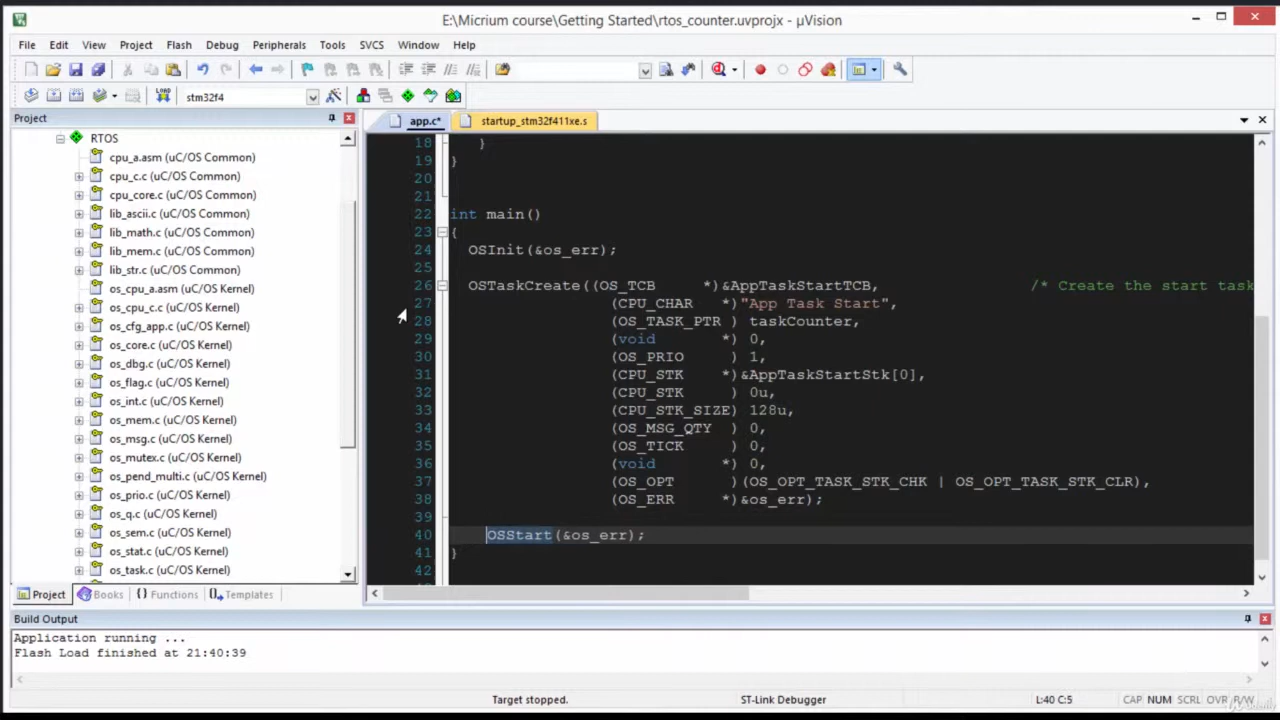 E:\Micrium course\Getting Started\rtos_counter.uvprojx - µVision
File Edit View Project Flash Debug Peripherals Tools SVCS Window Help
LOAD stm32f4
Project
app.c* startup_stm32f411xe.s
RTOS
cpu_a.asm (uC/OS Common)
cpu_c.c (uC/OS Common)
cpu_core.c (uC/OS Common)
lib_ascii.c (uC/OS Common)
lib_math.c (uC/OS Common)
lib_mem.c (uC/OS Common)
lib_str.c (uC/OS Common)
os_cpu_a.asm (uC/OS Kernel)
os_cpu_c.c (uC/OS Kernel)
os_cfg_app.c (uC/OS Kernel)
os_core.c (uC/OS Kernel)
os_dbg.c (uC/OS Kernel)
os_flag.c (uC/OS Kernel)
os_int.c (uC/OS Kernel)
os_mem.c (uC/OS Kernel)
os_msg.c (uC/OS Kernel)
os_mutex.c (uC/OS Kernel)
os_pend_multi.c (uC/OS Kernel)
os_prio.c (uC/OS Kernel)
os_q.c (uC/OS Kernel)
os_sem.c (uC/OS Kernel)
os_stat.c (uC/OS Kernel)
os_task.c (uC/OS Kernel)
Project Books {} Functions Templates
18 }
19 }
20
21
22 int main()
23 {
24 OSInit(&os_err);
25
26 OSTaskCreate((OS_TCB *)&AppTaskStartTCB, /* Create the start task
27 (CPU_CHAR *)"App Task Start",
28 (OS_TASK_PTR ) taskCounter,
29 (void *) 0,
30 (OS_PRIO ) 1,
31 (CPU_STK *)&AppTaskStartStk[0],
32 (CPU_STK ) 0u,
33 (CPU_STK_SIZE) 128u,
34 (OS_MSG_QTY ) 0,
35 (OS_TICK ) 0,
36 (void *) 0,
37 (OS_OPT )(OS_OPT_TASK_STK_CHK | OS_OPT_TASK_STK_CLR),
38 (OS_ERR *)&os_err);
39
40 OSStart(&os_err);
41 }
42
Build Output
Application running ...
Flash Load finished at 21:40:39
Target stopped. ST-Link Debugger L:40 C:5 CAP NUM SCRL OVR R/W